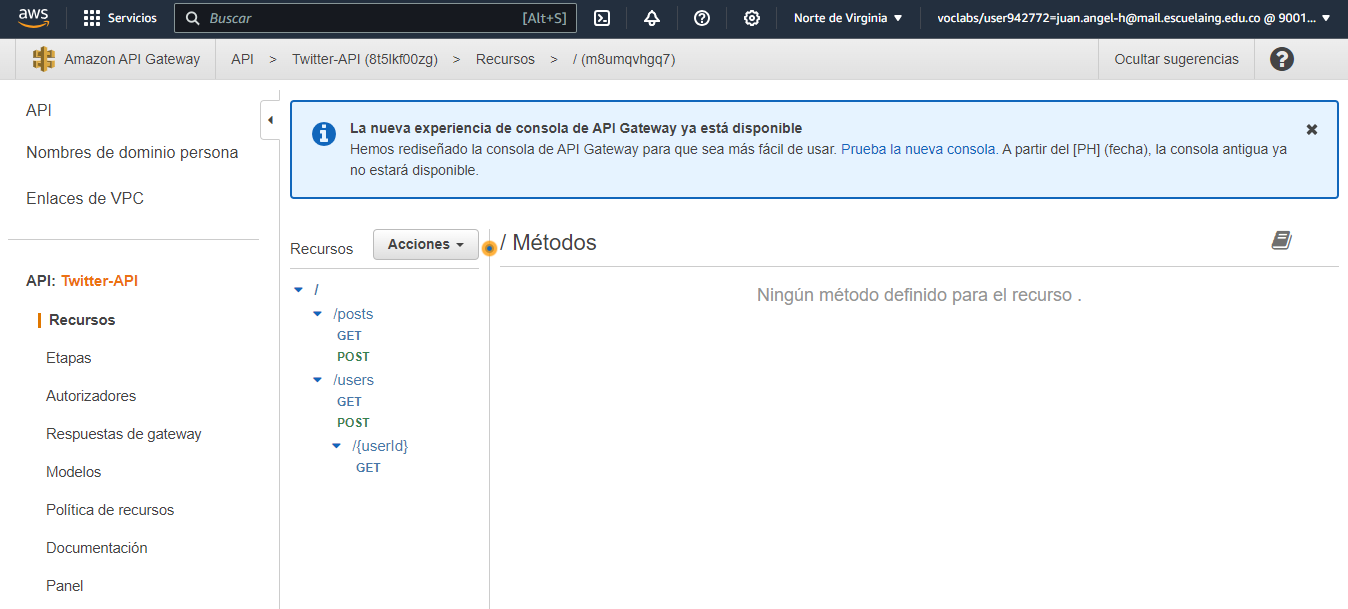 aws
Servicios
Buscar
[Alt+S]
Norte de Virginia
voclabs/user942772=juan.angel-h@mail.escuelaing.edu.co @ 9001...
Amazon API Gateway
API > Twitter-API (8t5lkf00zg) > Recursos > / (m8umqvhgq7)
Ocultar sugerencias
API
Nombres de dominio persona
Enlaces de VPC
API: Twitter-API
Recursos
Etapas
Autorizadores
Respuestas de gateway
Modelos
Política de recursos
Documentación
Panel
La nueva experiencia de consola de API Gateway ya está disponible
Hemos rediseñado la consola de API Gateway para que sea más fácil de usar. Prueba la nueva consola. A partir del [PH] (fecha), la consola antigua ya
no estará disponible.
Recursos
Acciones
/
/posts
GET
POST
/users
GET
POST
/{userId}
GET
/ Métodos
Ningún método definido para el recurso .